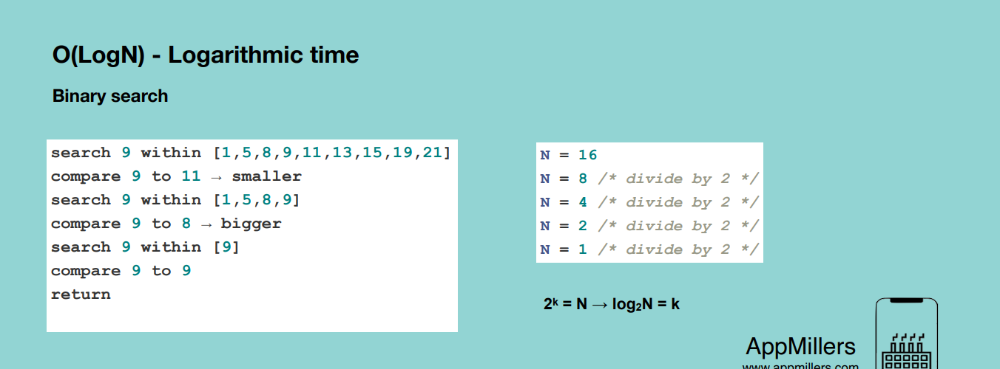 O(LogN) - Logarithmic time
Binary search
search 9 within [1,5,8,9,11,13,15,19,21]
compare 9 to 11 → smaller
search 9 within [1,5,8,9]
compare 9 to 8 → bigger
search 9 within [9]
compare 9 to 9
return
N = 16
N = 8 /* divide by 2 */
N = 4 /* divide by 2 */
N = 2 /* divide by 2 */
N = 1 /* divide by 2 */
2ᵏ = N → log₂N = k
AppMillers
www.appmillers.com